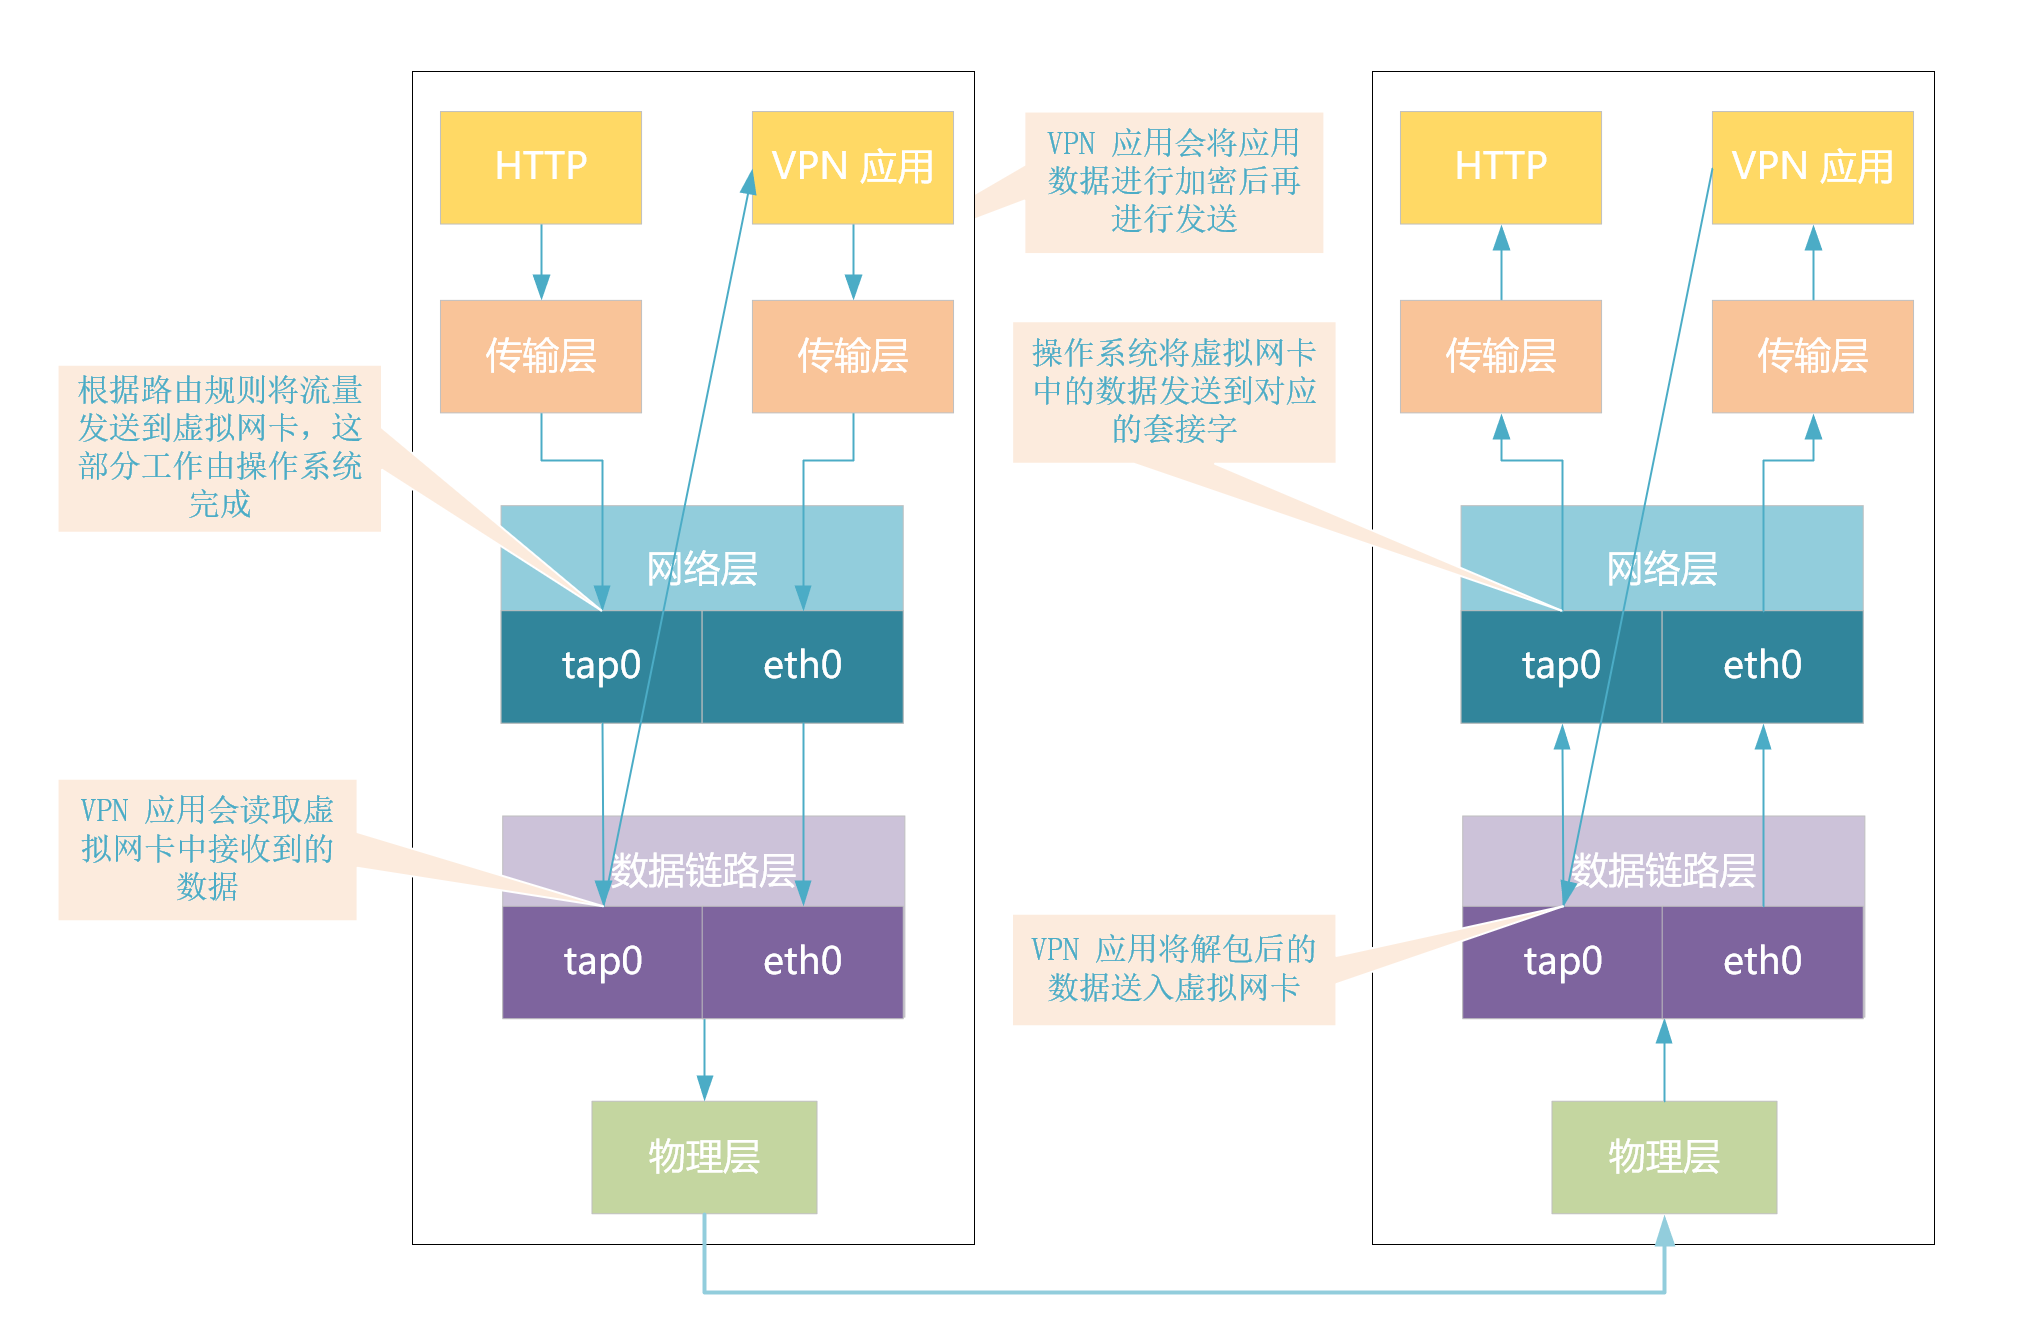 HTTP
VPN 应用
传输层
传输层
网络层
tap0
eth0
数据链路层
tap0
eth0
物理层
根据路由规则将流量
发送到虚拟网卡，这
部分工作由操作系统
完成
VPN 应用会读取虚
拟网卡中接收到的
数据
VPN 应用会将应用
数据进行加密后再
进行发送
操作系统将虚拟网卡
中的数据发送到对应
的套接字
VPN 应用将解包后的
数据送入虚拟网卡
HTTP
VPN 应用
传输层
传输层
网络层
tap0
eth0
数据链路层
tap0
eth0
物理层